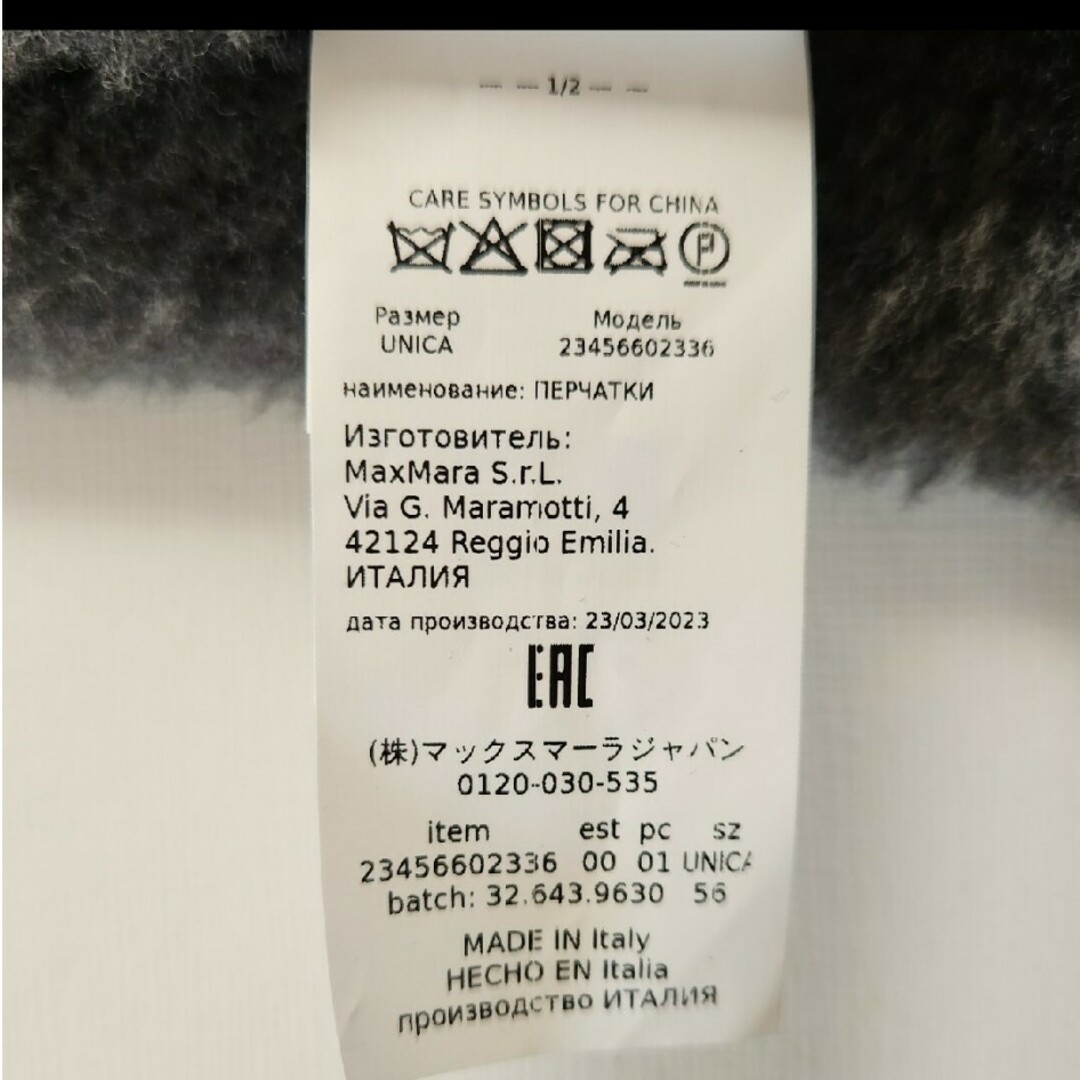 1/2
CARE SYMBOLS FOR CHINA
P
Размер Модель
UNICA 23456602336
наименование: ПЕРЧАТКИ
Изготовитель:
MaxMara S.r.L.
Via G. Maramotti, 4
42124 Reggio Emilia.
ИТАЛИЯ
дата производства: 23/03/2023
EAC
(株)マックスマーラジャパン
0120-030-535
item est pc sz
23456602336 00 01 UNICA
batch: 32.643.9630 56
MADE IN Italy
HECHO EN Italia
производство ИТАЛИЯ